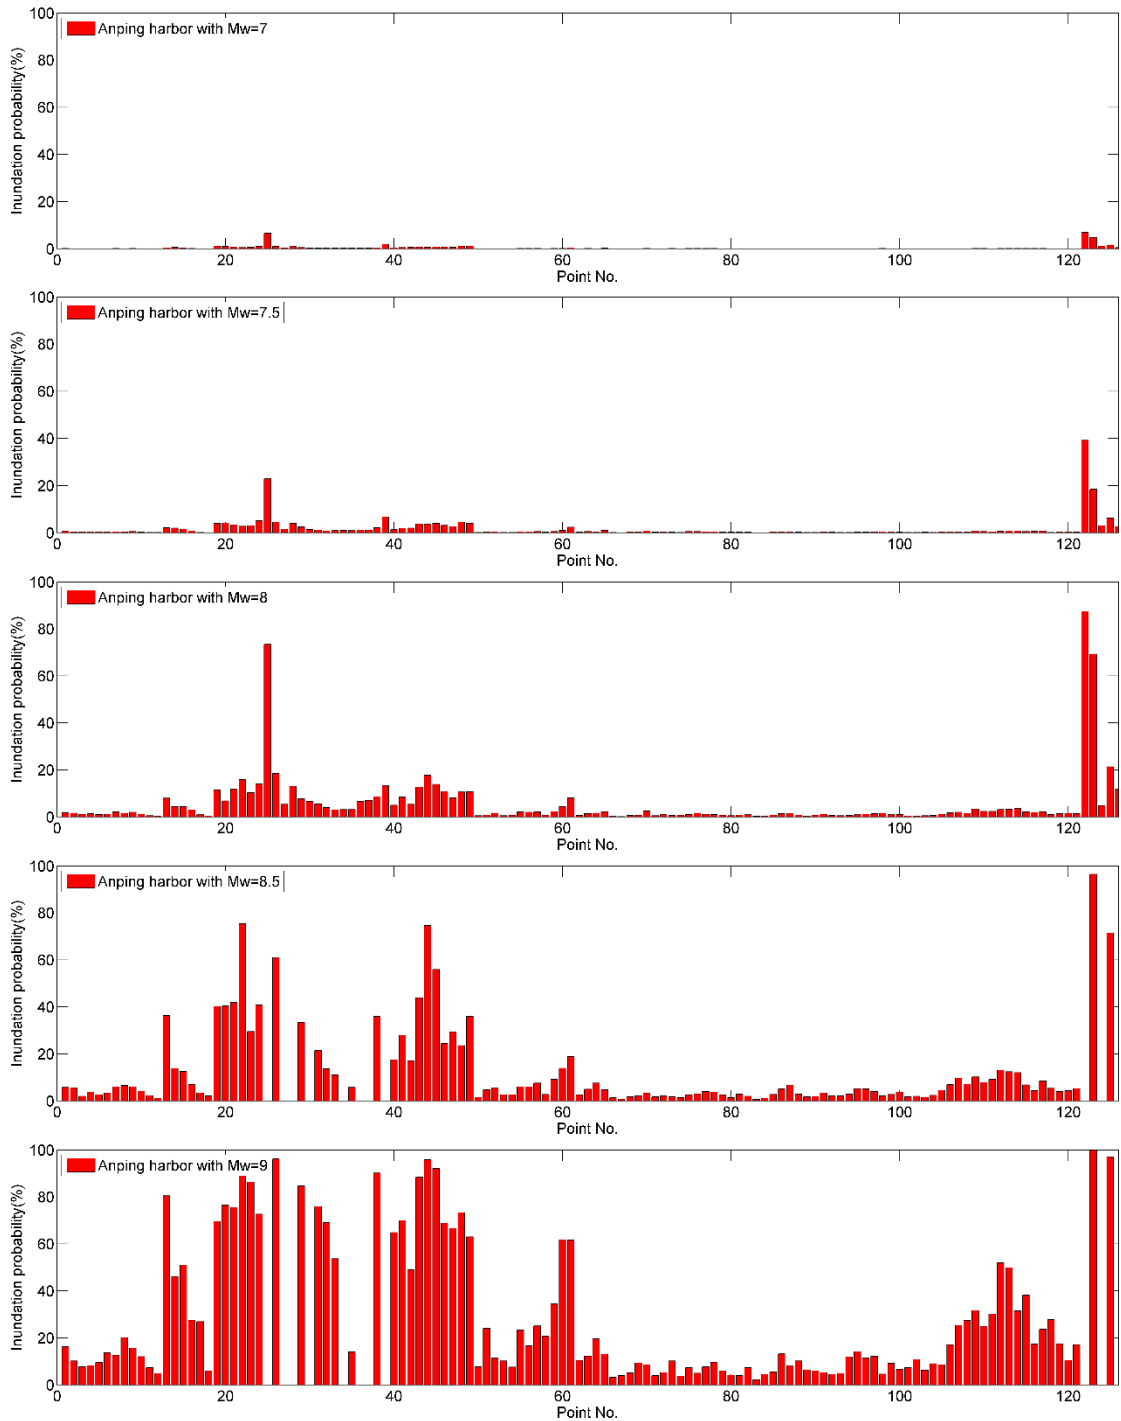 100
Anping harbor with Mw=7
80
60
40
20
0
Inundation probability(%)
0 20 40 60 80 100 120
Point No.
100
Anping harbor with Mw=7.5
80
60
40
20
0
Inundation probability(%)
0 20 40 60 80 100 120
Point No.
100
Anping harbor with Mw=8
80
60
40
20
0
Inundation probability(%)
0 20 40 60 80 100 120
Point No.
100
Anping harbor with Mw=8.5
80
60
40
20
0
Inundation probability(%)
0 20 40 60 80 100 120
Point No.
100
Anping harbor with Mw=9
80
60
40
20
0
Inundation probability(%)
0 20 40 60 80 100 120
Point No.